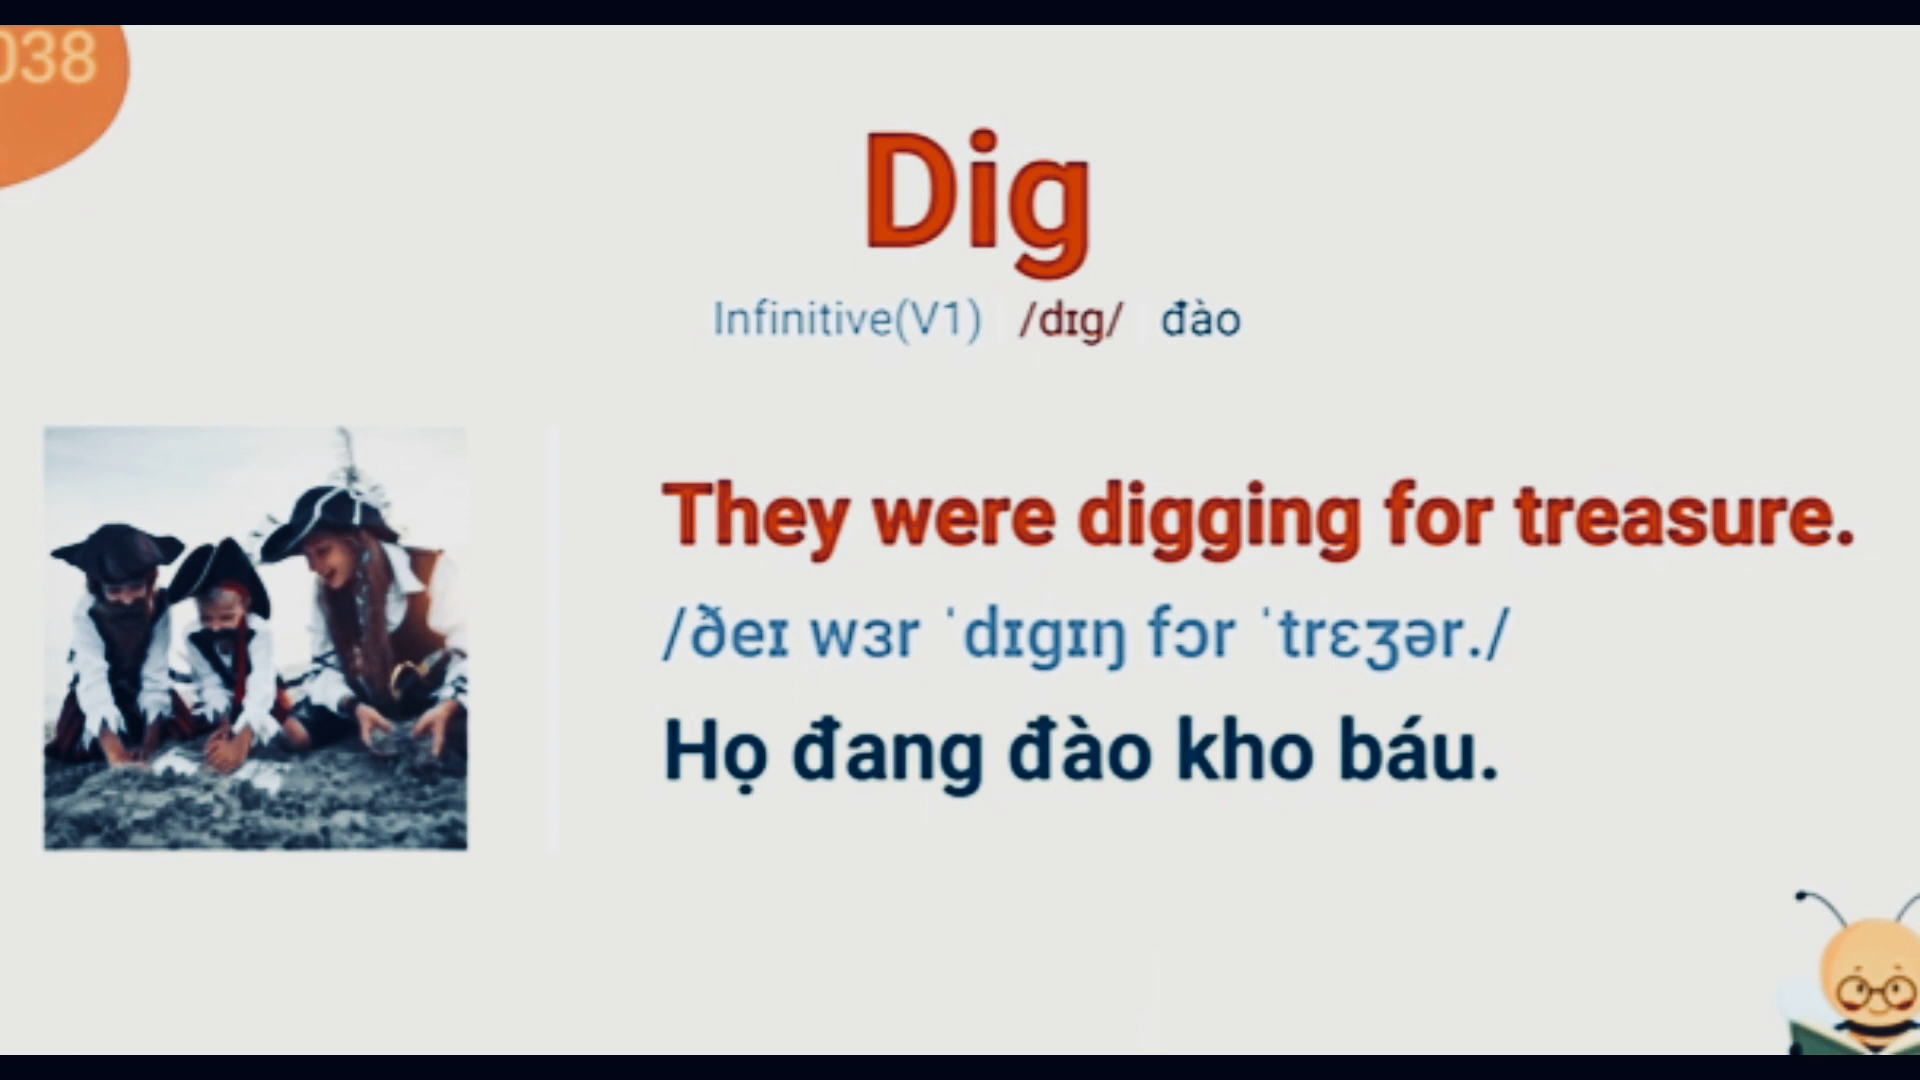 038
Dig
Infinitive(V1) /dɪg/ đào
They were digging for treasure.
/ðeɪ wɜr ˈdɪgɪŋ fɔr ˈtrɛʒər./
Họ đang đào kho báu.